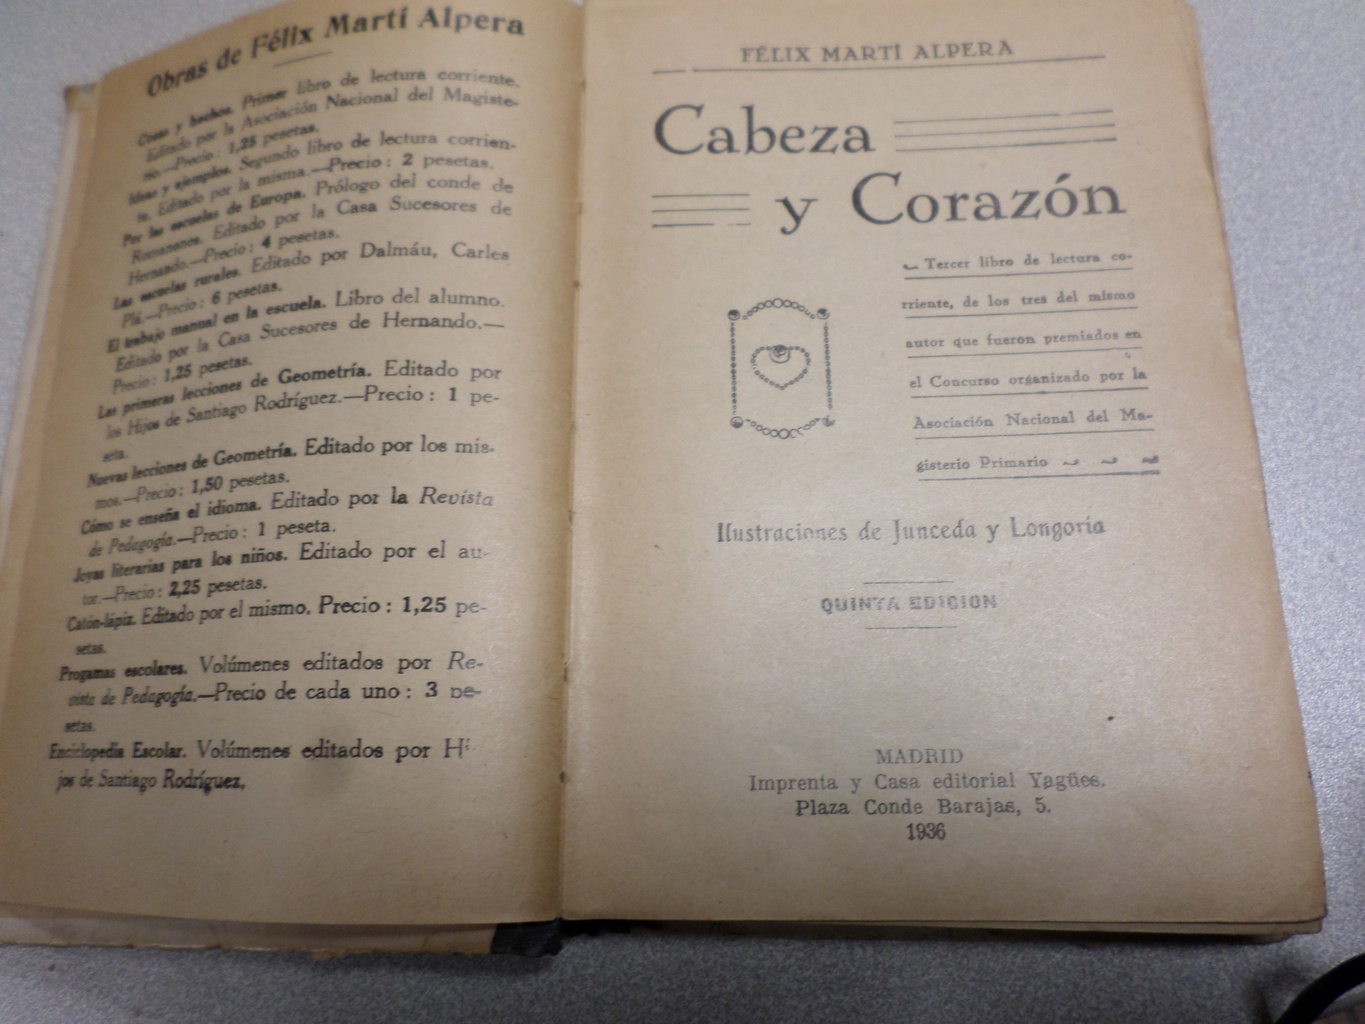 Obras de Félix Martí Alpera
Cosas y hechos. Primer libro de lectura corriente.
Editado por la Asociación Nacional del Magiste-
rio.—Precio: 1,25 pesetas.
Ideas y ejemplos. Segundo libro de lectura corrien-
te. Editado por la misma.—Precio: 2 pesetas.
Por las escuelas de Europa. Prólogo del conde de
Romanones. Editado por la Casa Sucesores de
Hernando.—Precio: 4 pesetas.
Las escuelas rurales. Editado por Dalmáu, Carles
Plá.—Precio: 6 pesetas.
El trabajo manual en la escuela. Libro del alumno.
Editado por la Casa Sucesores de Hernando.—
Precio: 1,25 pesetas.
Las primeras lecciones de Geometría. Editado por
los Hijos de Santiago Rodríguez.—Precio: 1 pe-
seta.
Nuevas lecciones de Geometría. Editado por los mis-
mos.—Precio: 1,50 pesetas.
Cómo se enseña el idioma. Editado por la Revista
de Pedagogía.—Precio: 1 peseta.
Joyas literarias para los niños. Editado por el au-
tor.—Precio: 2,25 pesetas.
Catón-lápiz. Editado por el mismo. Precio: 1,25 pe-
setas.
Progamas escolares. Volúmenes editados por Re-
vista de Pedagogía.—Precio de cada uno: 3 pe-
setas.
Enciclopedia Escolar. Volúmenes editados por Hi-
jos de Santiago Rodríguez,
FÉLIX MARTÍ ALPERA
Cabeza
y Corazón
Tercer libro de lectura co-
rriente, de los tres del mismo
autor que fueron premiados en
el Concurso organizado por la
Asociación Nacional del Ma-
gisterio Primario
Ilustraciones de Junceda y Longoria
QUINTA EDICION
MADRID
Imprenta y Casa editorial Yagües.
Plaza Conde Barajas, 5.
1936